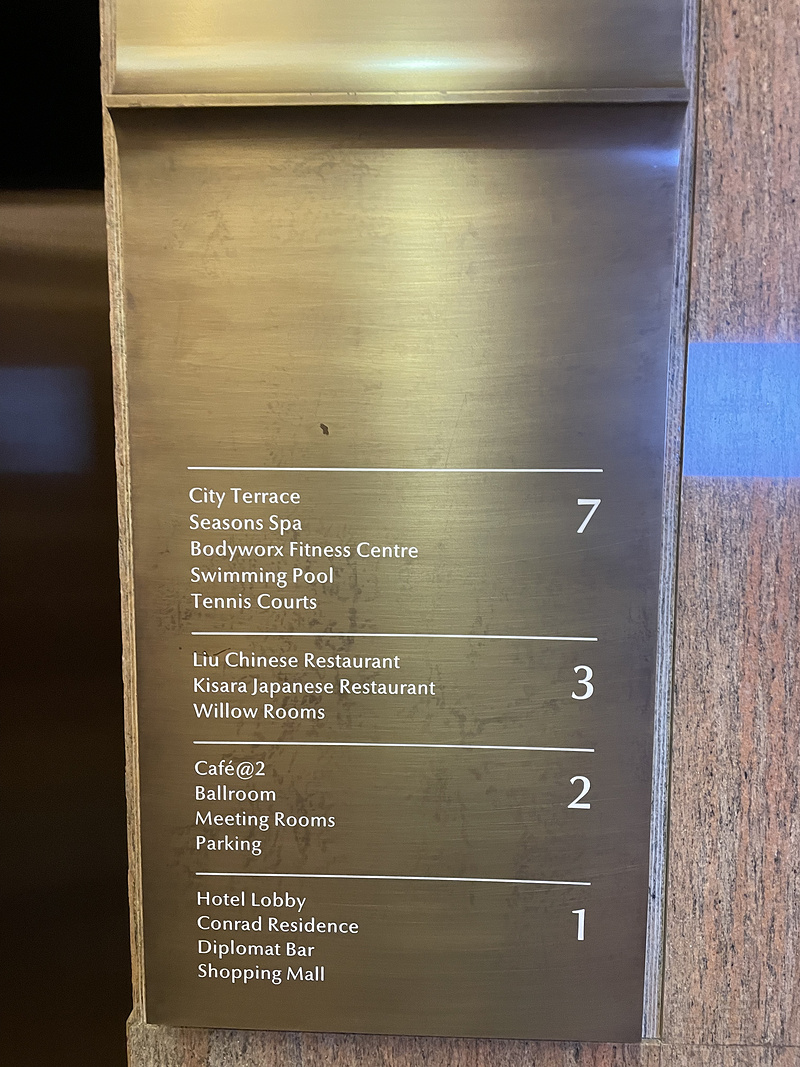 City Terrace
Seasons Spa
Bodyworx Fitness Centre
Swimming Pool
Tennis Courts
7
Liu Chinese Restaurant
Kisara Japanese Restaurant
Willow Rooms
3
Café@2
Ballroom
Meeting Rooms
Parking
2
Hotel Lobby
Conrad Residence
Diplomat Bar
Shopping Mall
1